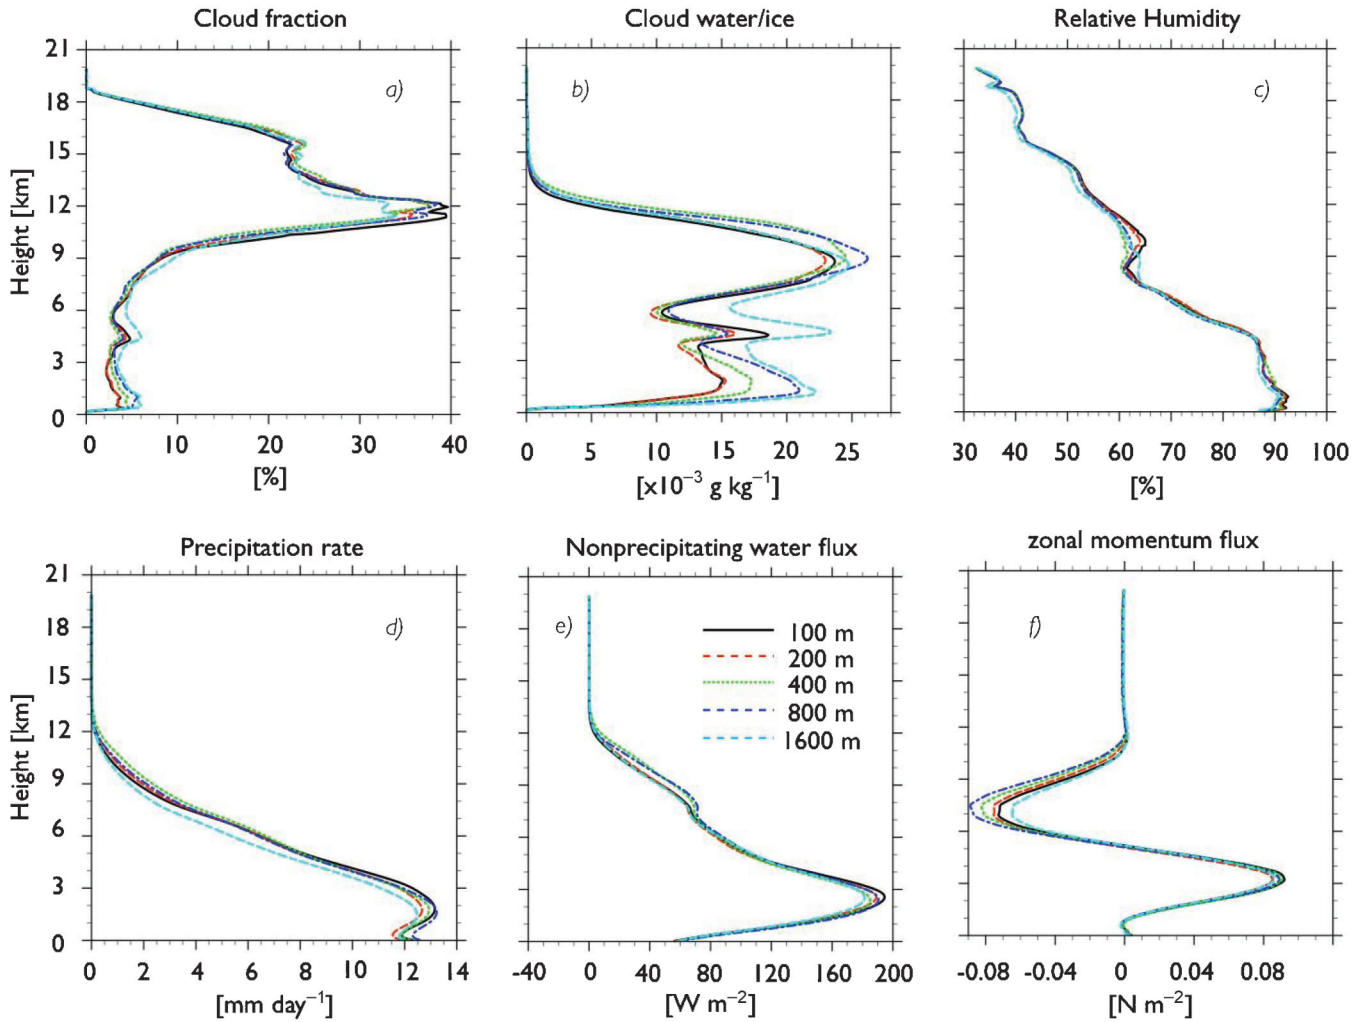 Cloud fraction
Cloud water/ice
Relative Humidity
21
18
15
12
9
6
3
0
Height [km]
a)
b)
c)
0 10 20 30 40
[%]
0 5 10 15 20 25
[x10⁻³ g kg⁻¹]
30 40 50 60 70 80 90 100
[%]
Precipitation rate
Nonprecipitating water flux
zonal momentum flux
21
18
15
12
9
6
3
0
Height [km]
d)
e)
100 m
200 m
400 m
800 m
1600 m
f)
0 2 4 6 8 10 12 14
[mm day⁻¹]
-40 0 40 80 120 160 200
[W m⁻²]
-0.08 -0.04 0 0.04 0.08
[N m⁻²]